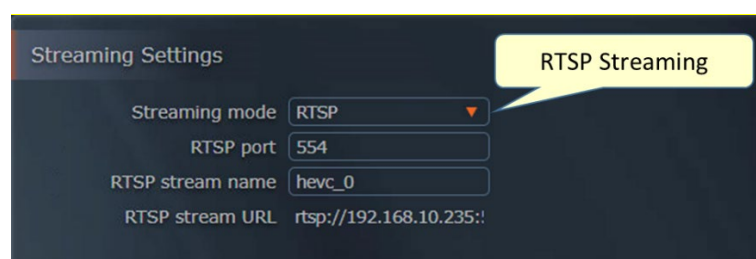 Streaming Settings
RTSP Streaming
Streaming mode RTSP
RTSP port 554
RTSP stream name hevc_0
RTSP stream URL rtsp://192.168.10.235: